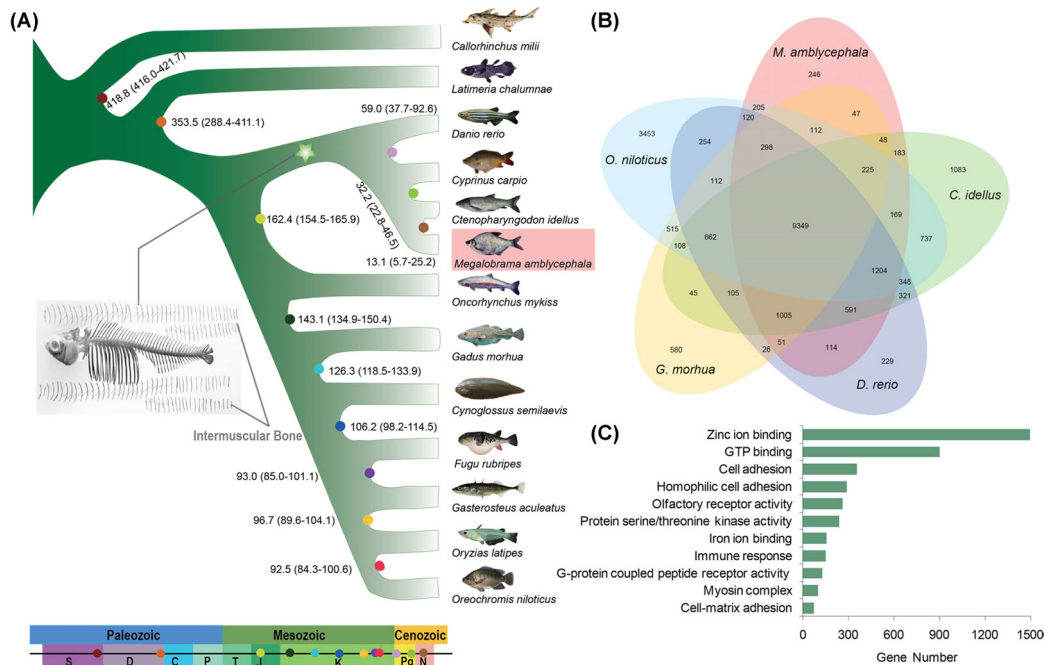 (A)
418.8 (416.0-421.7)
353.5 (288.4-411.1)
59.0 (37.7-92.6)
32.2 (22.8-46.5)
162.4 (154.5-165.9)
13.1 (5.7-25.2)
143.1 (134.9-150.4)
126.3 (118.5-133.9)
106.2 (98.2-114.5)
93.0 (85.0-101.1)
96.7 (89.6-104.1)
92.5 (84.3-100.6)
Intermuscular Bone
Callorhinchus milii
Latimeria chalumnae
Danio rerio
Cyprinus carpio
Ctenopharyngodon idellus
Megalobrama amblycephala
Oncorhynchus mykiss
Gadus morhua
Cynoglossus semilaevis
Fugu rubripes
Gasterosteus aculeatus
Oryzias latipes
Oreochromis niloticus
Paleozoic Mesozoic Cenozoic
S D C P T J K Pg N
(B)
M. amblycephala
246
205
47
120
112
48
3453
254
298
183
O. niloticus
225
1083
C. idellus
112
169
9349
515
662
737
108
1204
348
45
105
321
1005
591
580
51
26
114
229
G. morhua
D. rerio
(C)
Zinc ion binding
GTP binding
Cell adhesion
Homophilic cell adhesion
Olfactory receptor activity
Protein serine/threonine kinase activity
Iron ion binding
Immune response
G-protein coupled peptide receptor activity
Myosin complex
Cell-matrix adhesion
0 300 600 900 1200 1500
Gene Number